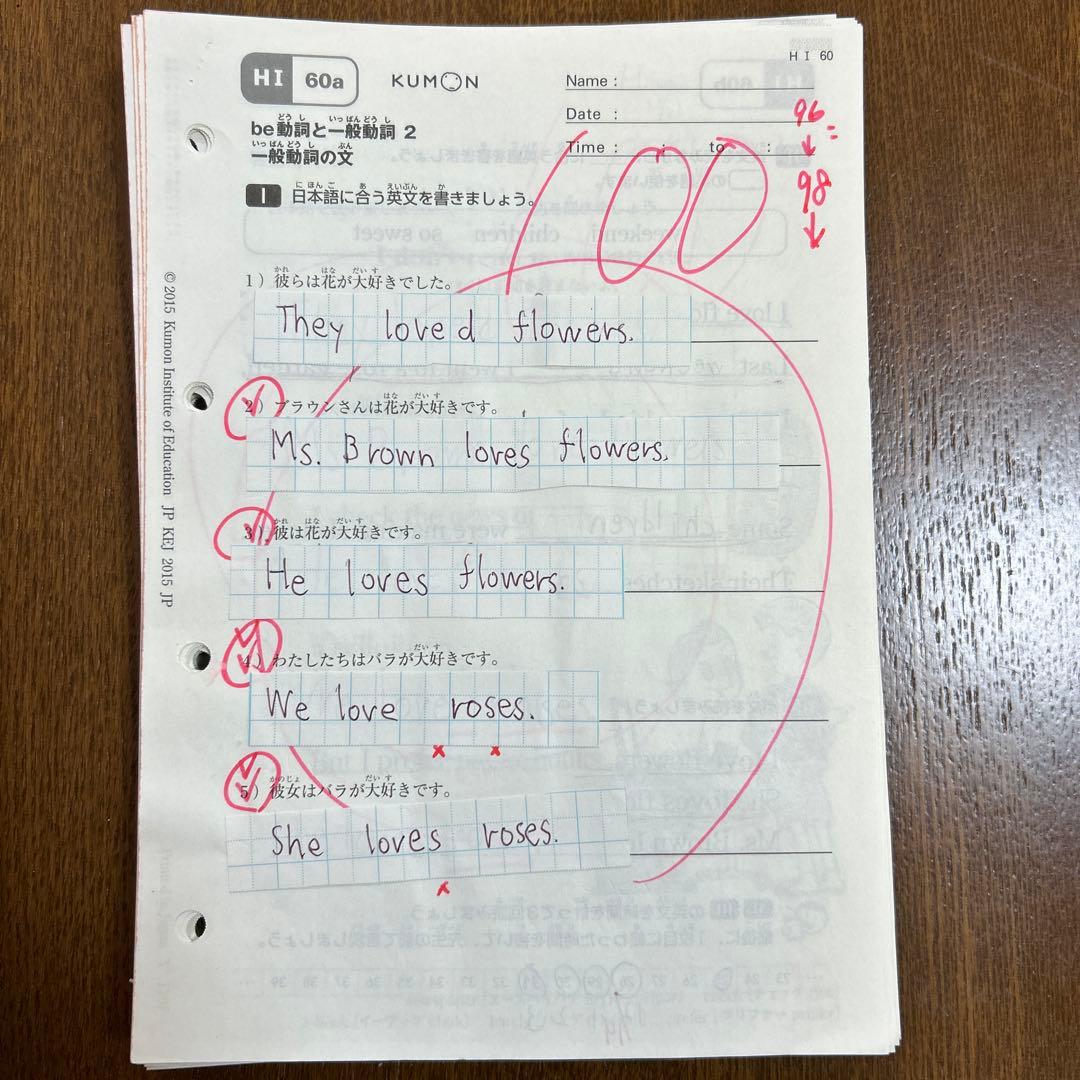 H I 60
HI 60a
KUMON
Name :
Date :
Time : : to :
96
98
100
be動詞と一般動詞 2
一般動詞の文
1 日本語に合う英文を書きましょう。
1) 彼らは花が大好きでした。
They loved flowers.
2) ブラウンさんは花が大好きです。
Ms. Brown loves flowers.
3) 彼は花が大好きです。
He loves flowers.
4) わたしたちはバラが大好きです。
We love roses.
5) 彼女はバラが大好きです。
She loves roses.
© 2015 Kumon Institute of Education JP KEJ 2015 JP